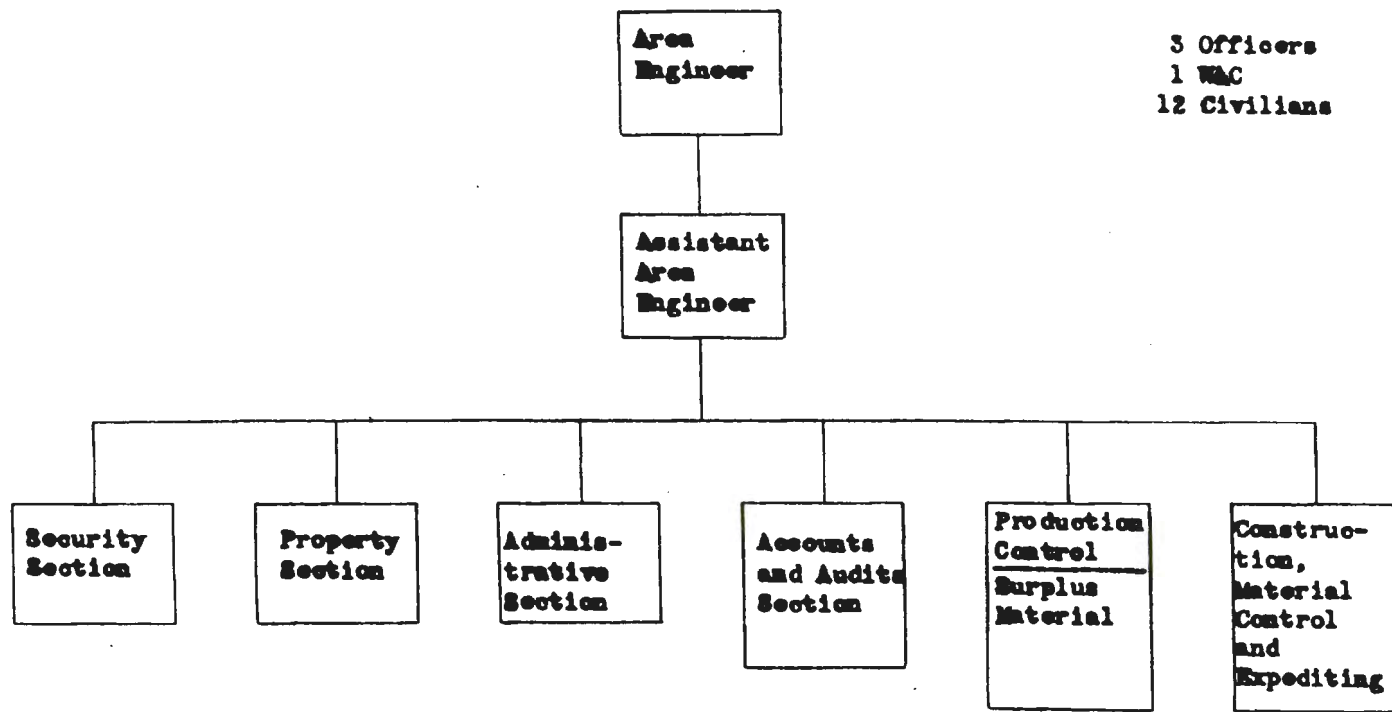 Area
Engineer
3 Officers
1 WAC
12 Civilians
Assistant
Area
Engineer
Security
Section
Property
Section
Adminis-
trative
Section
Accounts
and Audits
Section
Production
Control
Surplus
Material
Construc-
tion,
Material
Control
and
Expediting